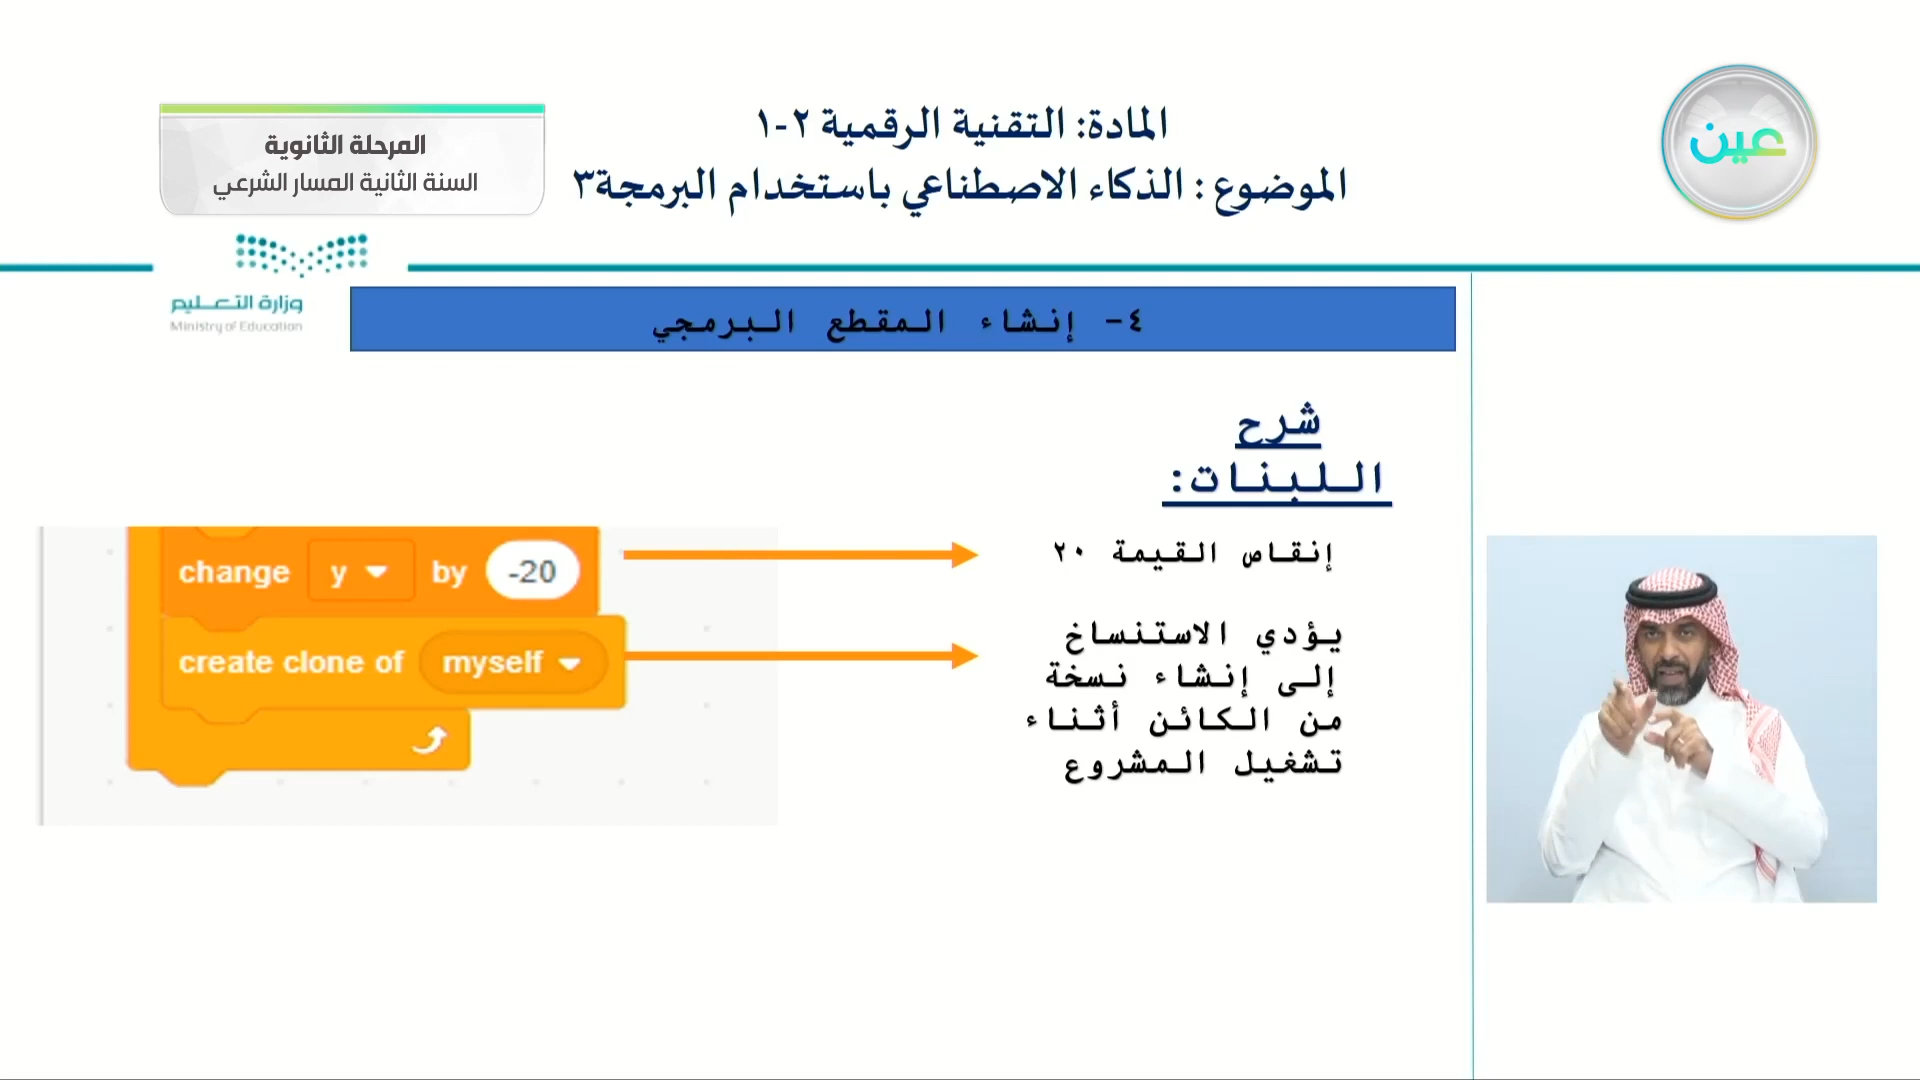 المادة: التقنية الرقمية ٢-١
الموضوع : الذكاء الاصطناعي باستخدام البرمجة٣
المرحلة الثانوية
السنة الثانية المسار الشرعي
عين
وزارة التعليم
Ministry of Education
٤- إنشاء المقطع البرمجي
شرح
اللبنات:
change y by -20
إنقاص القيمة ٢٠
create clone of myself
يؤدي الاستنساخ
إلى إنشاء نسخة
من الكائن أثناء
تشغيل المشروع